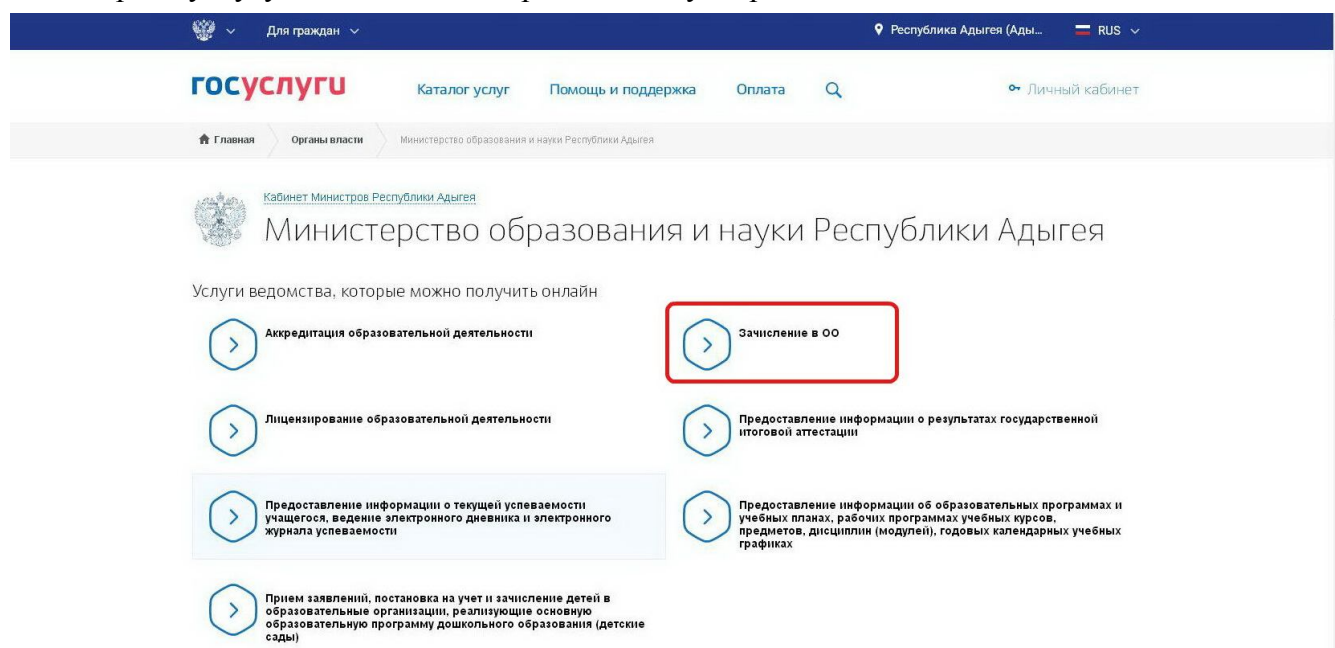 Для граждан
Республика Адыгея (Ады...
RUS
госуслуги
Каталог услуг
Помощь и поддержка
Оплата
Личный кабинет
Главная
Органы власти
Министерство образования и науки Республики Адыгея
Кабинет Министров Республики Адыгея
Министерство образования и науки Республики Адыгея
Услуги ведомства, которые можно получить онлайн
Аккредитация образовательной деятельности
Зачисление в ОО
Лицензирование образовательной деятельности
Предоставление информации о результатах государственной
итоговой аттестации
Предоставление информации о текущей успеваемости
учащегося, ведение электронного дневника и электронного
журнала успеваемости
Предоставление информации об образовательных программах и
учебных планах, рабочих программах учебных курсов,
предметов, дисциплин (модулей), годовых календарных учебных
графиках
Прием заявлений, постановка на учет и зачисление детей в
образовательные организации, реализующие основную
образовательную программу дошкольного образования (детские
сады)